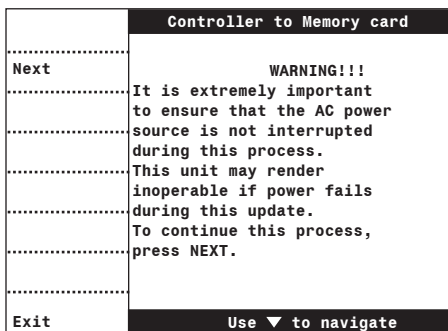 Controller to Memory card
Next
WARNING!!!
It is extremely important
to ensure that the AC power
source is not interrupted
during this process.
This unit may render
inoperable if power fails
during this update.
To continue this process,
press NEXT.
Exit
Use ▼ to navigate